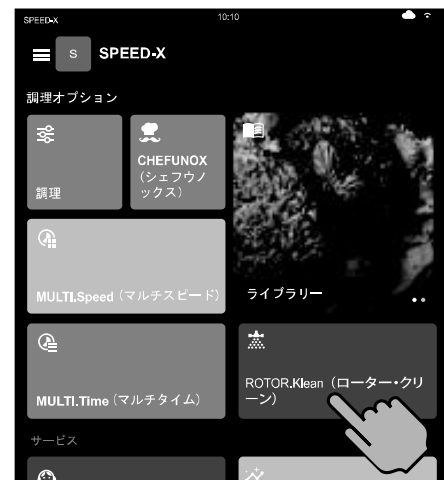 SPEED-X
10:10
S
SPEED-X
調理オプション
調理
CHEFUNOX
(シェフウノ
ックス)
ライブラリー
MULTI.Speed(マルチスピード)
MULTI.Time(マルチタイム)
ROTOR.Klean(ローター・クリ
ーン)
サービス